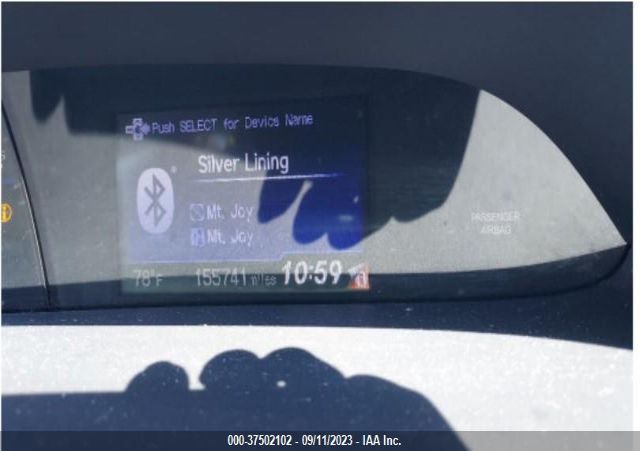 Push SELECT for Device Name
Silver Lining
Mt. Joy
Mt. Joy
PASSENGER
AIRBAG
78°F 155741 miles 10:59
000-37502102 - 09/11/2023 - IAA Inc.